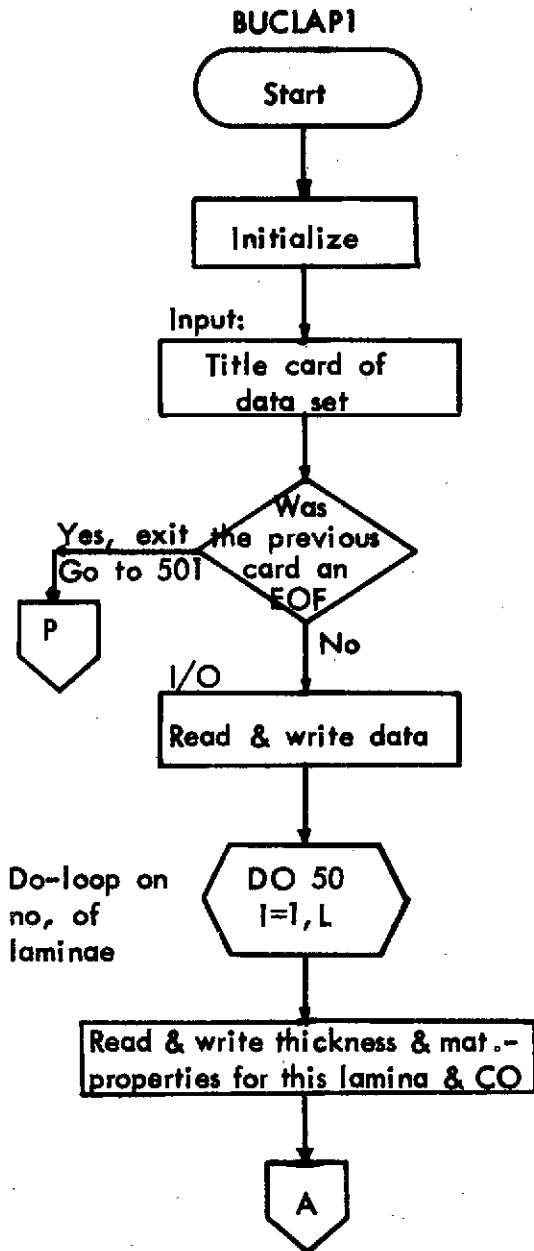 BUCLAP1
Start
Initialize
Input:
Title card of
data set
Was
the previous
card an
EOF
Yes, exit
Go to 501
P
No
I/O
Read & write data
Do-loop on
no, of
laminae
DO 50
I=1, L
Read & write thickness & mat.-
properties for this lamina & CO
A